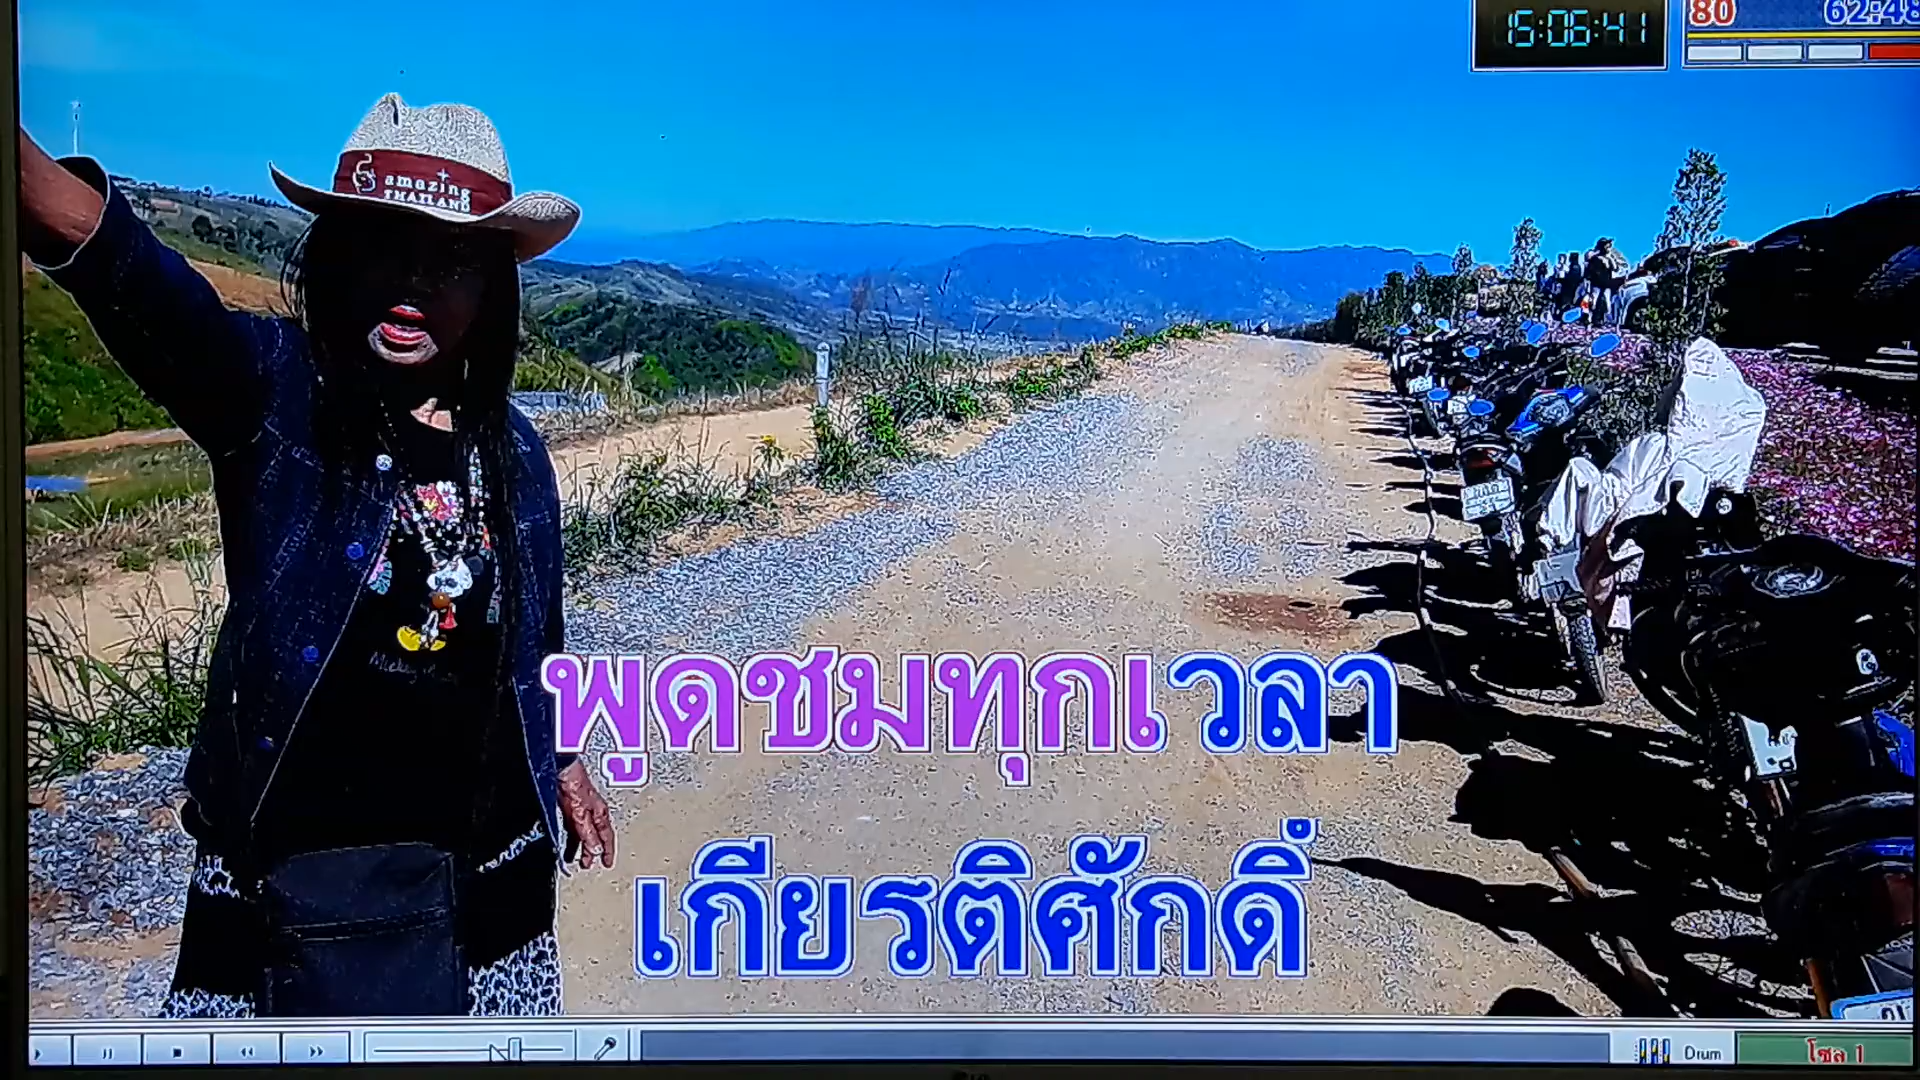 15:06:41
80
62:48
amazing
THAILAND
พูดชมทุกเวลา
เกียรติศักดิ์
Drum
โซล 1